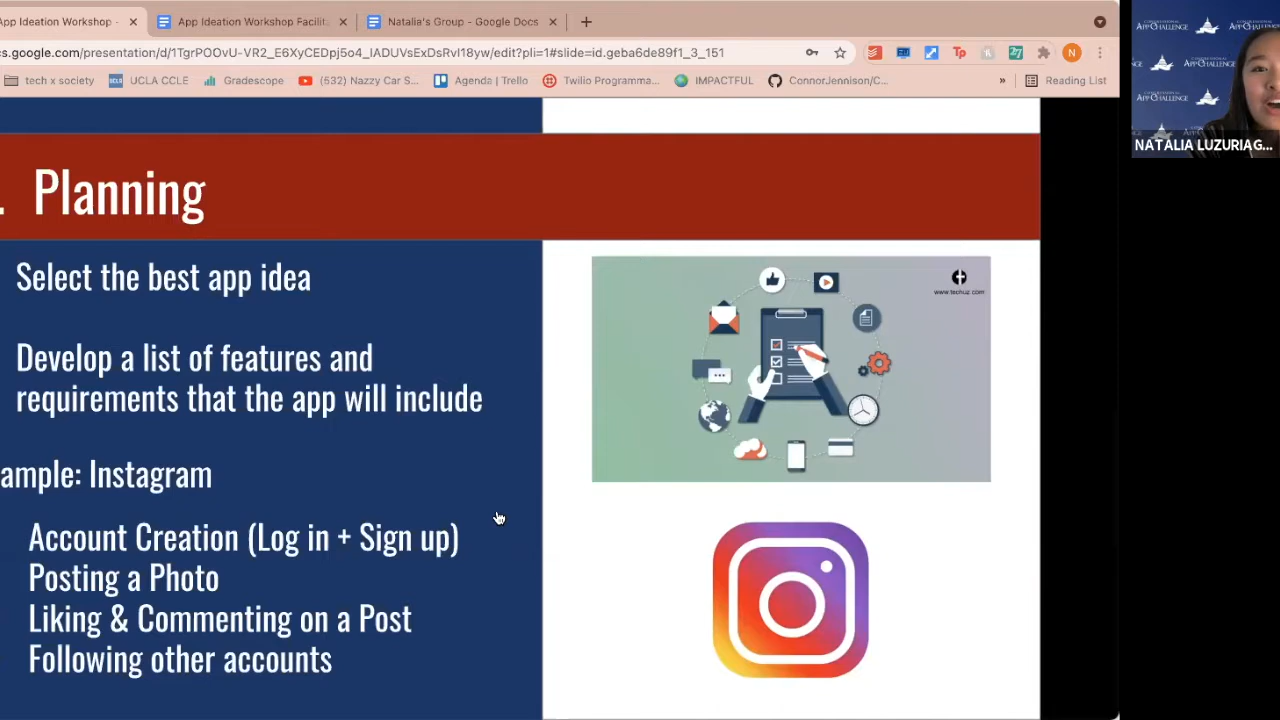 App Ideation Workshop -
App Ideation Workshop Facilit
Natalia's Group - Google Docs
cs.google.com/presentation/d/1TgrPOOvU-VR2_E6XyCEDpj5o4_IADUVsExDsRvI18yw/edit?pli=1#slide=id.geba6de89f1_3_151
tech x society
UCLA CCLE
Gradescope
(532) Nazzy Car S...
Agenda | Trello
Twilio Programma...
IMPACTFUL
ConnorJennison/C...
»
Reading List
N
. Planning
Select the best app idea
Develop a list of features and
requirements that the app will include
ample: Instagram
Account Creation (Log in + Sign up)
Posting a Photo
Liking & Commenting on a Post
Following other accounts
www.techuz.com
APP CHALLENGE
NATALIA LUZURIAG...